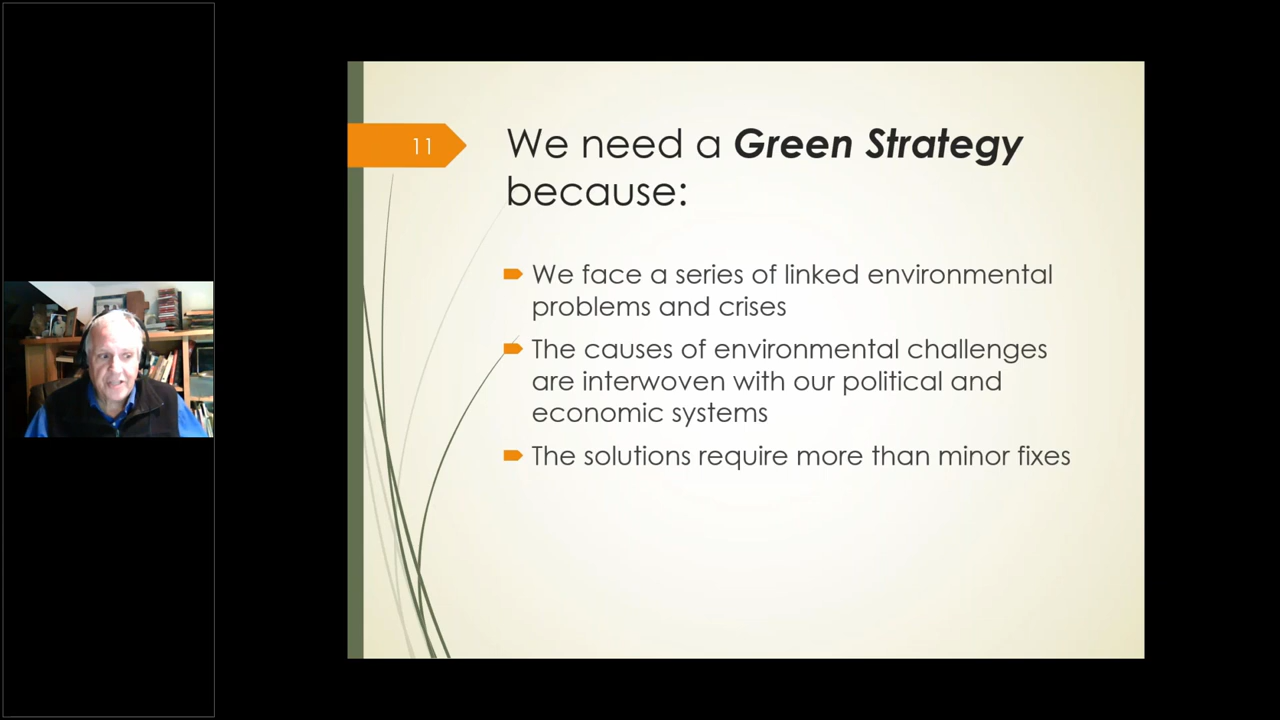 11
We need a Green Strategy
because:
We face a series of linked environmental
problems and crises
The causes of environmental challenges
are interwoven with our political and
economic systems
The solutions require more than minor fixes